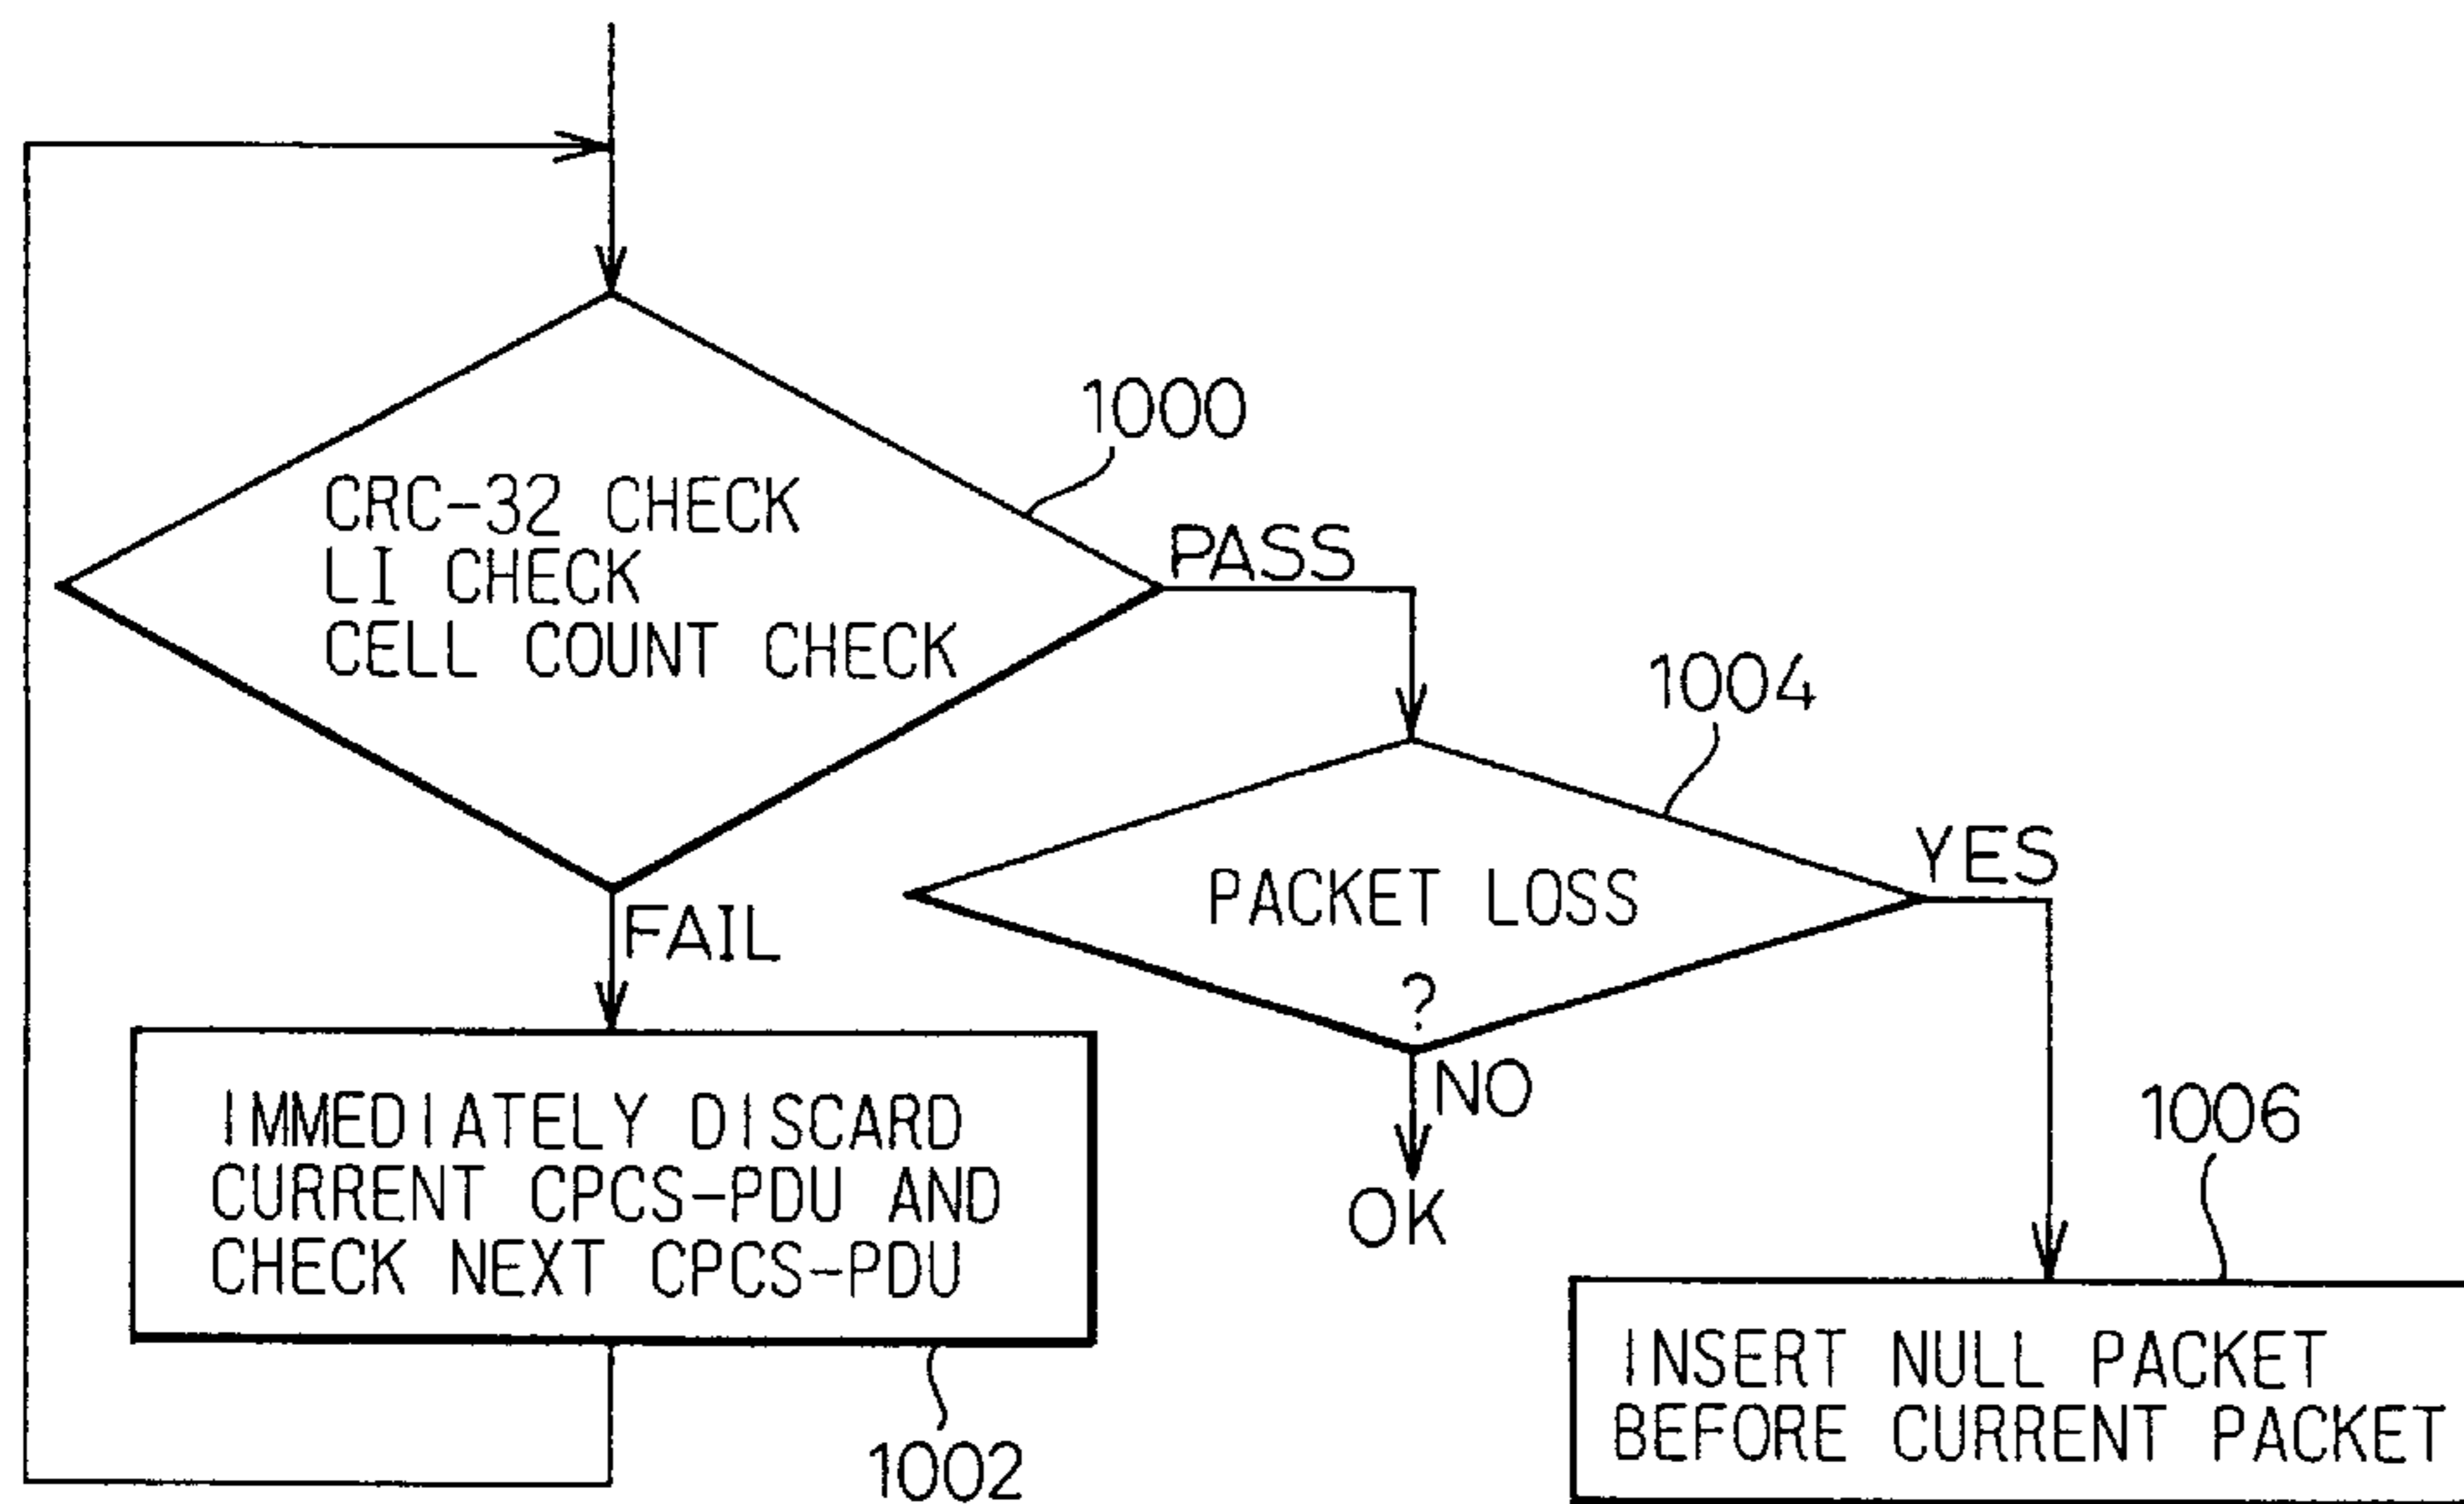 1000
CRC-32 CHECK
LI CHECK
CELL COUNT CHECK
PASS
FAIL
1004
PACKET LOSS
?
YES
NO
OK
IMMEDIATELY DISCARD
CURRENT CPCS-PDU AND
CHECK NEXT CPCS-PDU
1002
1006
INSERT NULL PACKET
BEFORE CURRENT PACKET